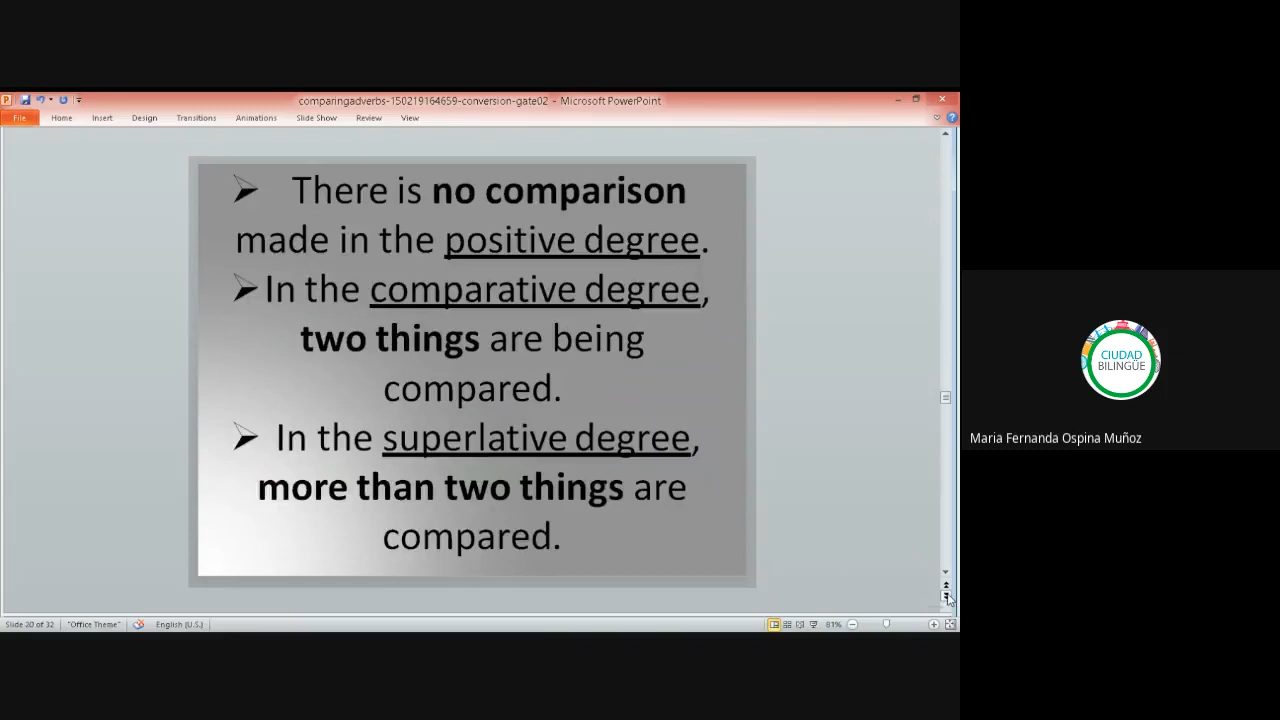 comparingadverbs-150219164659-conversion-gate02 - Microsoft PowerPoint
File Home Insert Design Transitions Animations Slide Show Review View
There is no comparison
made in the positive degree.
In the comparative degree,
two things are being
compared.
In the superlative degree,
more than two things are
compared.
CIUDAD
BILINGÜE
Maria Fernanda Ospina Muñoz
Slide 20 of 32 "Office Theme" English (U.S.) 81%